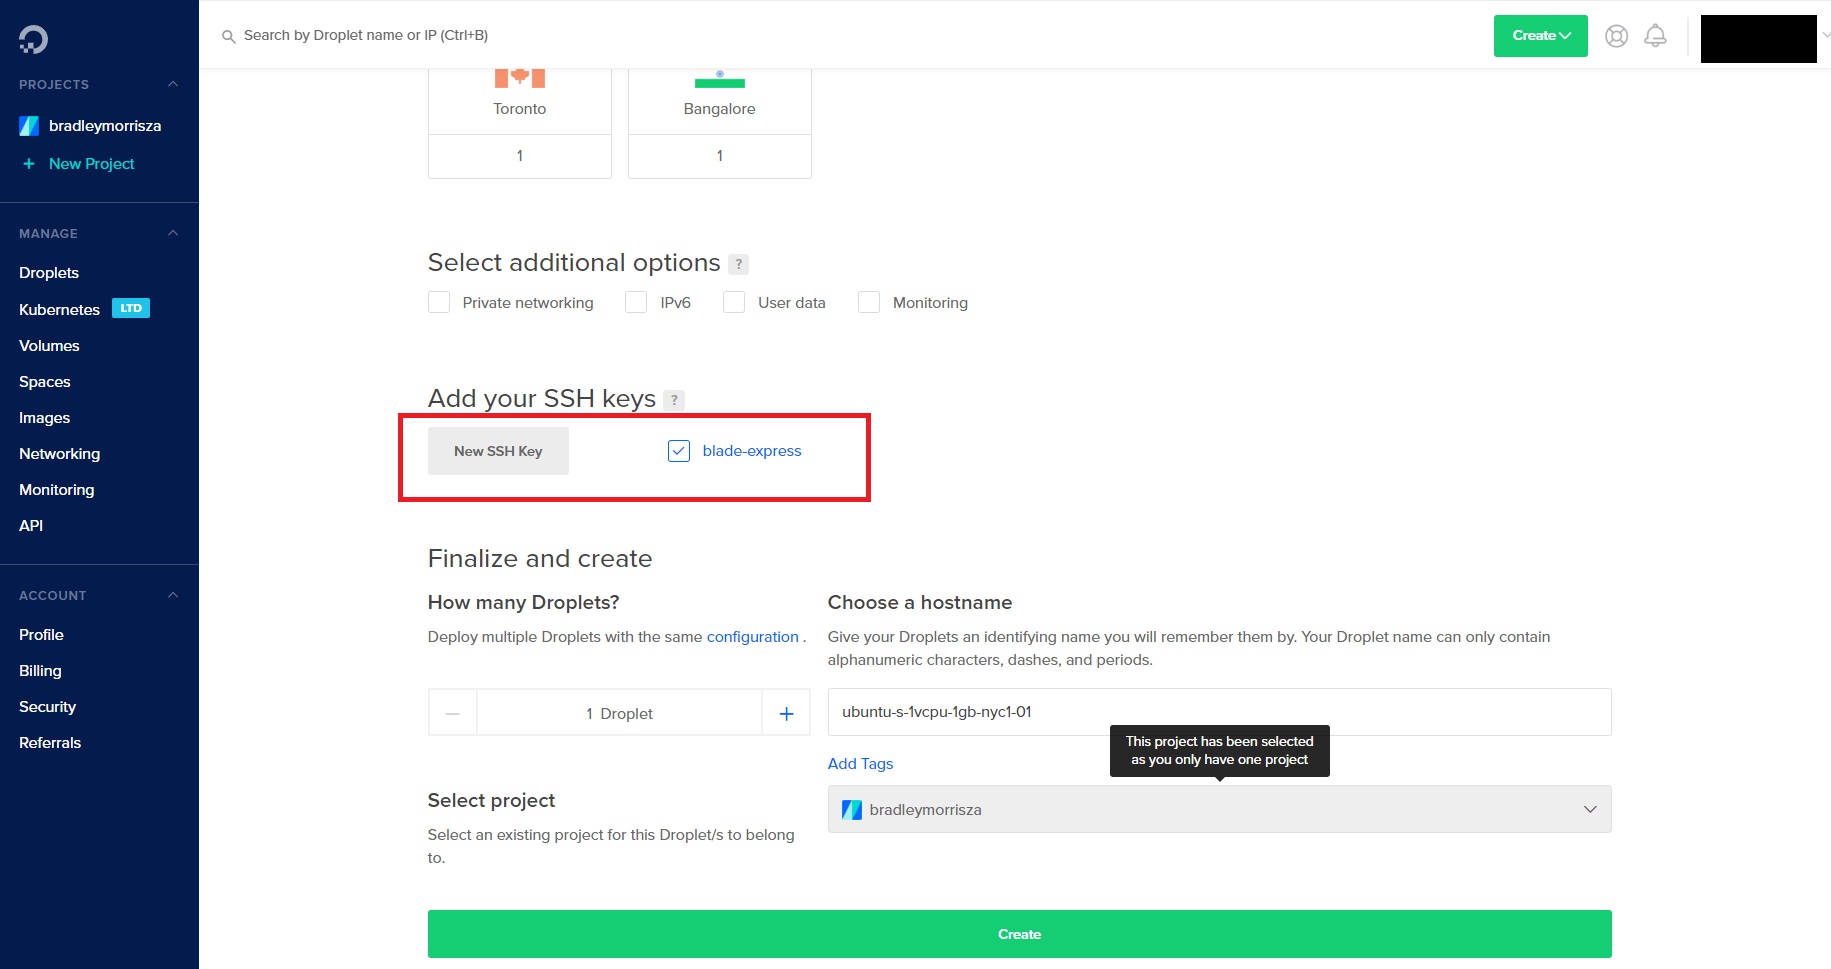 Search by Droplet name or IP (Ctrl+B)
Create
PROJECTS
bradleymorrisza
+ New Project
MANAGE
Droplets
Kubernetes LTD
Volumes
Spaces
Images
Networking
Monitoring
API
ACCOUNT
Profile
Billing
Security
Referrals
Toronto
1
Bangalore
1
Select additional options ?
Private networking
IPv6
User data
Monitoring
Add your SSH keys ?
New SSH Key
blade-express
Finalize and create
How many Droplets?
Deploy multiple Droplets with the same configuration .
1 Droplet
Choose a hostname
Give your Droplets an identifying name you will remember them by. Your Droplet name can only contain
alphanumeric characters, dashes, and periods.
ubuntu-s-1vcpu-1gb-nyc1-01
Add Tags
This project has been selected
as you only have one project
Select project
Select an existing project for this Droplet/s to belong
to.
bradleymorrisza
Create